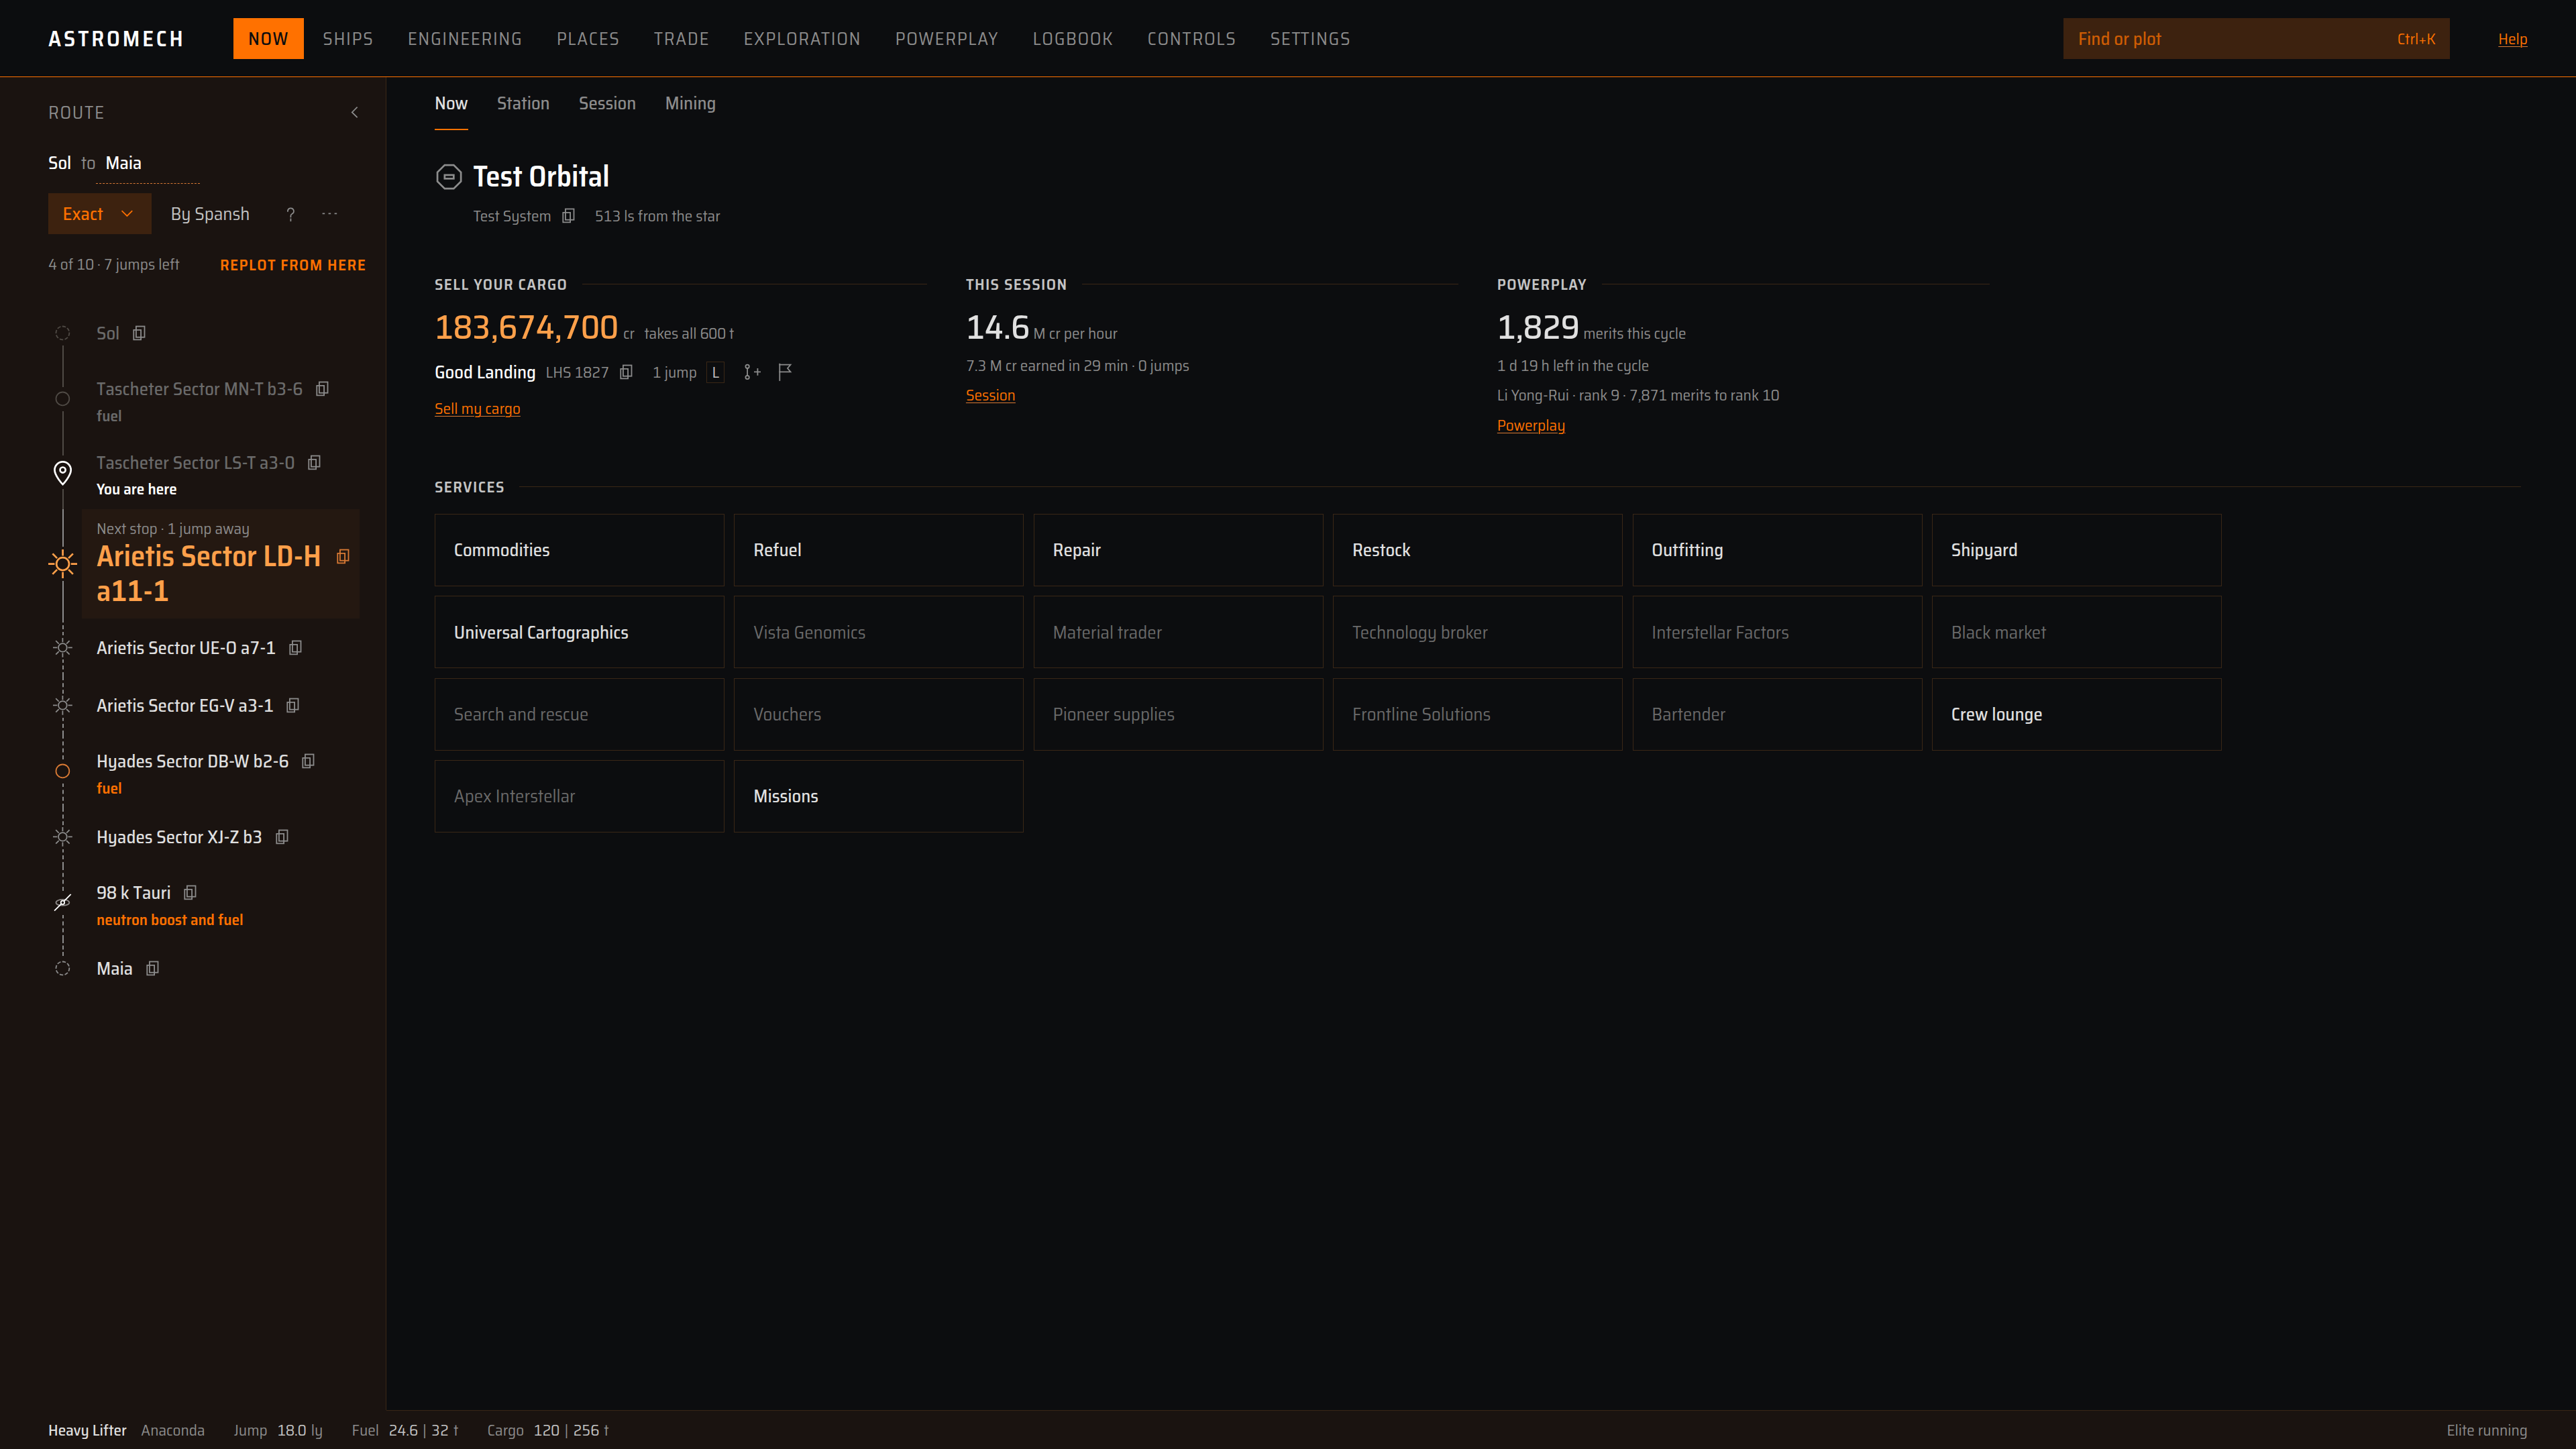 ASTROMECH NOW SHIPS ENGINEERING PLACES TRADE EXPLORATION POWERPLAY LOGBOOK CONTROLS SETTINGS Find or plot Ctrl+K Help
ROUTE
Sol to Maia
Exact By Spansh ? ...
4 of 10 · 7 jumps left REPLOT FROM HERE
Sol
Tascheter Sector MN-T b3-6
fuel
Tascheter Sector LS-T a3-0
You are here
Next stop · 1 jump away
Arietis Sector LD-H
a11-1
Arietis Sector UE-O a7-1
Arietis Sector EG-V a3-1
Hyades Sector DB-W b2-6
fuel
Hyades Sector XJ-Z b3
98 k Tauri
neutron boost and fuel
Maia
Now Station Session Mining
Test Orbital
Test System 513 ls from the star
SELL YOUR CARGO
183,674,700 cr takes all 600 t
Good Landing LHS 1827 1 jump L
Sell my cargo
THIS SESSION
14.6 M cr per hour
7.3 M cr earned in 29 min · 0 jumps
Session
POWERPLAY
1,829 merits this cycle
1 d 19 h left in the cycle
Li Yong-Rui · rank 9 · 7,871 merits to rank 10
Powerplay
SERVICES
Commodities Refuel Repair Restock Outfitting Shipyard
Universal Cartographics Vista Genomics Material trader Technology broker Interstellar Factors Black market
Search and rescue Vouchers Pioneer supplies Frontline Solutions Bartender Crew lounge
Apex Interstellar Missions
Heavy Lifter Anaconda Jump 18.0 ly Fuel 24.6 | 32 t Cargo 120 | 256 t Elite running